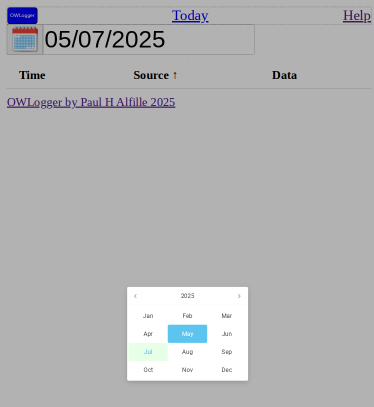 OWLogger Today Help
05/07/2025
Time Source ↑ Data
OWLogger by Paul H Alfille 2025
‹ 2025 ›
Jan Feb Mar
Apr May Jun
Jul Aug Sep
Oct Nov Dec